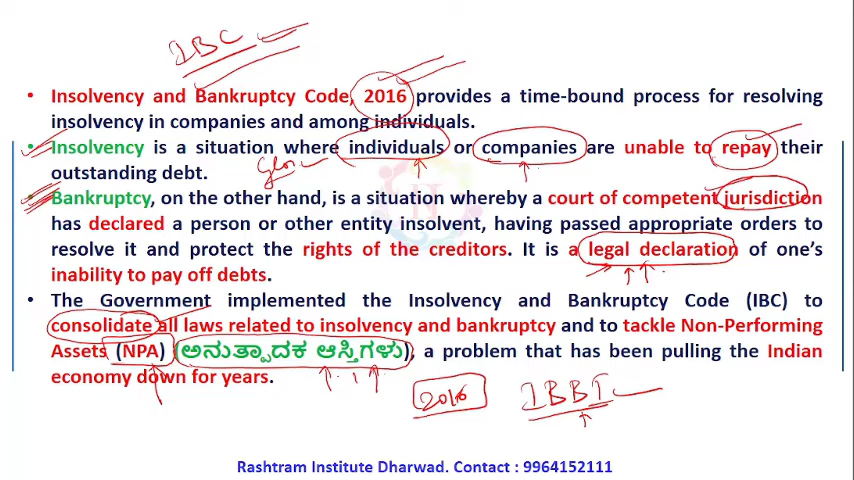 IBC
• Insolvency and Bankruptcy Code, 2016 provides a time-bound process for resolving
insolvency in companies and among individuals.
• Insolvency is a situation where individuals or companies are unable to repay their
outstanding debt.
• Bankruptcy, on the other hand, is a situation whereby a court of competent jurisdiction
has declared a person or other entity insolvent, having passed appropriate orders to
resolve it and protect the rights of the creditors. It is a legal declaration of one's
inability to pay off debts.
• The Government implemented the Insolvency and Bankruptcy Code (IBC) to
consolidate all laws related to insolvency and bankruptcy and to tackle Non-Performing
Assets (NPA) (ಅನುತ್ಪಾದಕ ಆಸ್ತಿಗಳು), a problem that has been pulling the Indian
economy down for years.
2016 IBBI
Rashtram Institute Dharwad. Contact : 9964152111